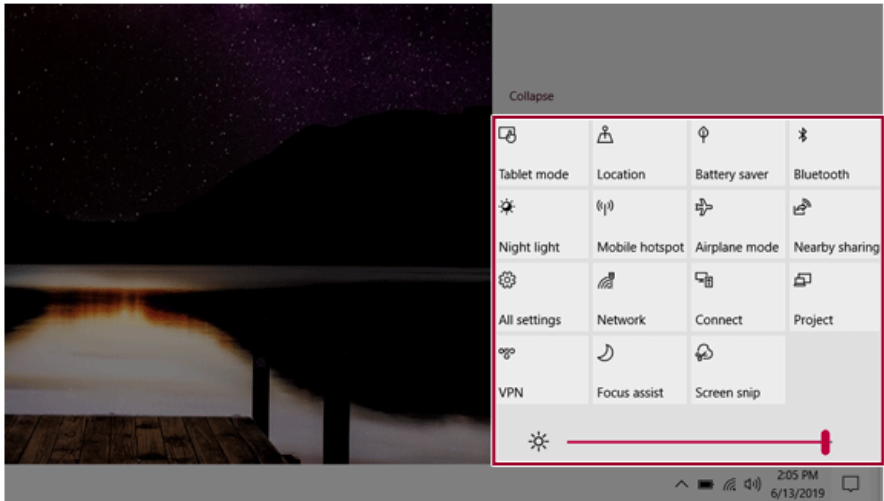 Collapse
Tablet mode Location Battery saver Bluetooth
Night light Mobile hotspot Airplane mode Nearby sharing
All settings Network Connect Project
VPN Focus assist Screen snip
2:05 PM
6/13/2019